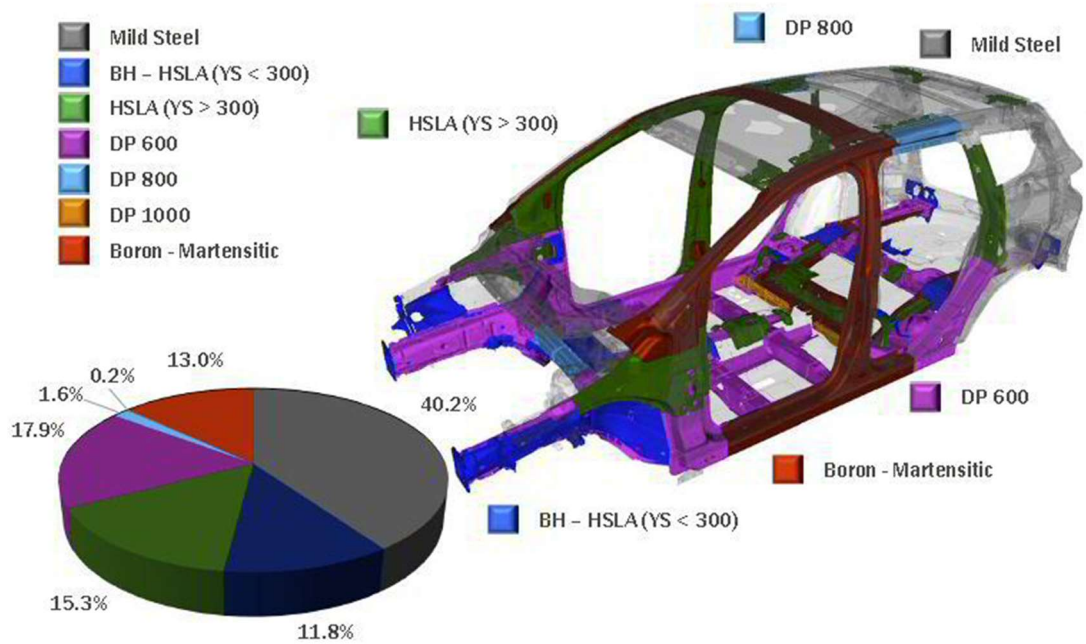 Mild Steel
BH – HSLA (YS < 300)
HSLA (YS > 300)
DP 600
DP 800
DP 1000
Boron - Martensitic
DP 800
Mild Steel
HSLA (YS > 300)
DP 600
Boron - Martensitic
BH – HSLA (YS < 300)
13.0%
0.2%
1.6%
17.9%
40.2%
15.3%
11.8%